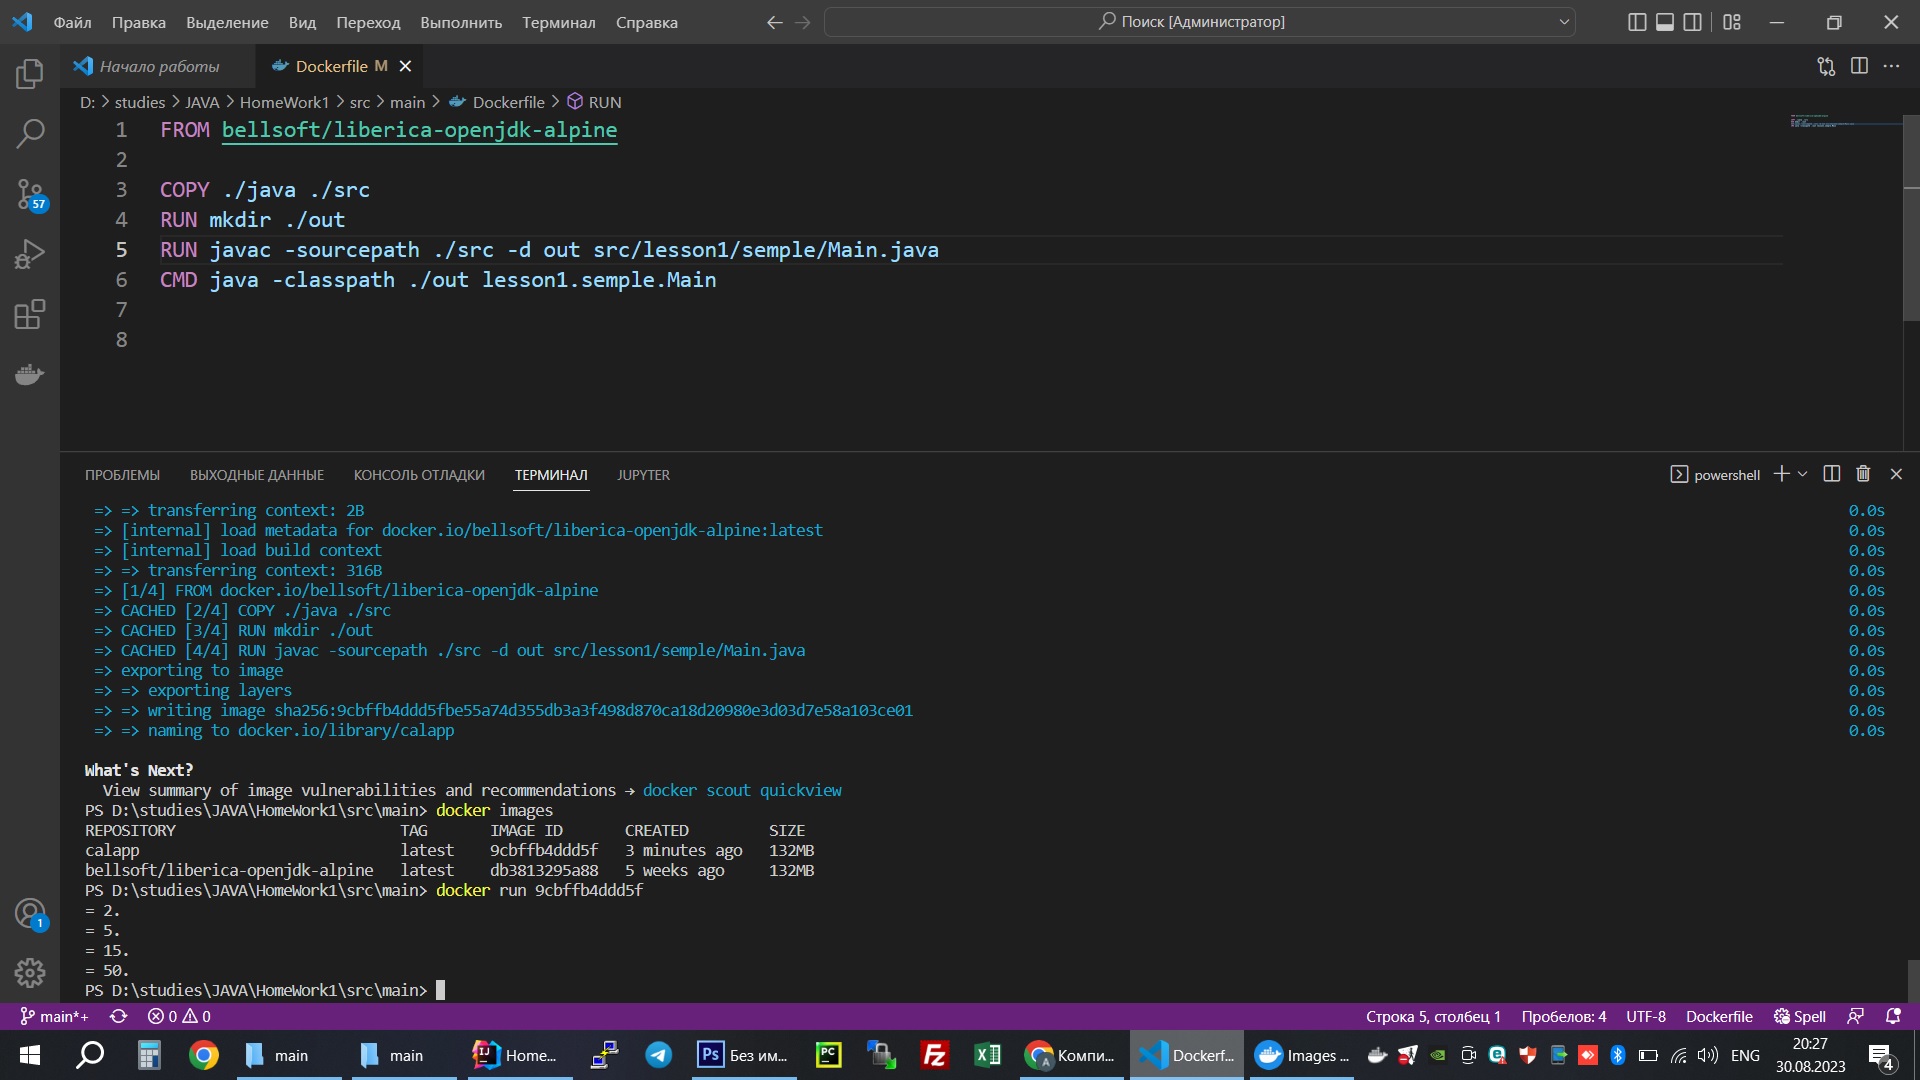 Файл Правка Выделение Вид Переход Выполнить Терминал Справка Поиск [Администратор]
Начало работы Dockerfile M
D: > studies > JAVA > HomeWork1 > src > main > Dockerfile > RUN
1 FROM bellsoft/liberica-openjdk-alpine
2
3 COPY ./java ./src
4 RUN mkdir ./out
5 RUN javac -sourcepath ./src -d out src/lesson1/semple/Main.java
6 CMD java -classpath ./out lesson1.semple.Main
7
8
57
1
ПРОБЛЕМЫ ВЫХОДНЫЕ ДАННЫЕ КОНСОЛЬ ОТЛАДКИ ТЕРМИНАЛ JUPYTER powershell
=> => transferring context: 2B 0.0s
=> [internal] load metadata for docker.io/bellsoft/liberica-openjdk-alpine:latest 0.0s
=> [internal] load build context 0.0s
=> => transferring context: 316B 0.0s
=> [1/4] FROM docker.io/bellsoft/liberica-openjdk-alpine 0.0s
=> CACHED [2/4] COPY ./java ./src 0.0s
=> CACHED [3/4] RUN mkdir ./out 0.0s
=> CACHED [4/4] RUN javac -sourcepath ./src -d out src/lesson1/semple/Main.java 0.0s
=> exporting to image 0.0s
=> => exporting layers 0.0s
=> => writing image sha256:9cbffb4ddd5fbe55a74d355db3a3f498d870ca18d20980e3d03d7e58a103ce01 0.0s
=> => naming to docker.io/library/calapp 0.0s
What's Next?
View summary of image vulnerabilities and recommendations → docker scout quickview
PS D:\studies\JAVA\HomeWork1\src\main> docker images
REPOSITORY TAG IMAGE ID CREATED SIZE
calapp latest 9cbffb4ddd5f 3 minutes ago 132MB
bellsoft/liberica-openjdk-alpine latest db3813295a88 5 weeks ago 132MB
PS D:\studies\JAVA\HomeWork1\src\main> docker run 9cbffb4ddd5f
= 2.
= 5.
= 15.
= 50.
PS D:\studies\JAVA\HomeWork1\src\main>
main*+ 0 0 Строка 5, столбец 1 Пробелов: 4 UTF-8 Dockerfile Spell
main main Home... Ps Без им... PC Fz Компи... Dockerf... Images ... ENG 20:27
30.08.2023 4